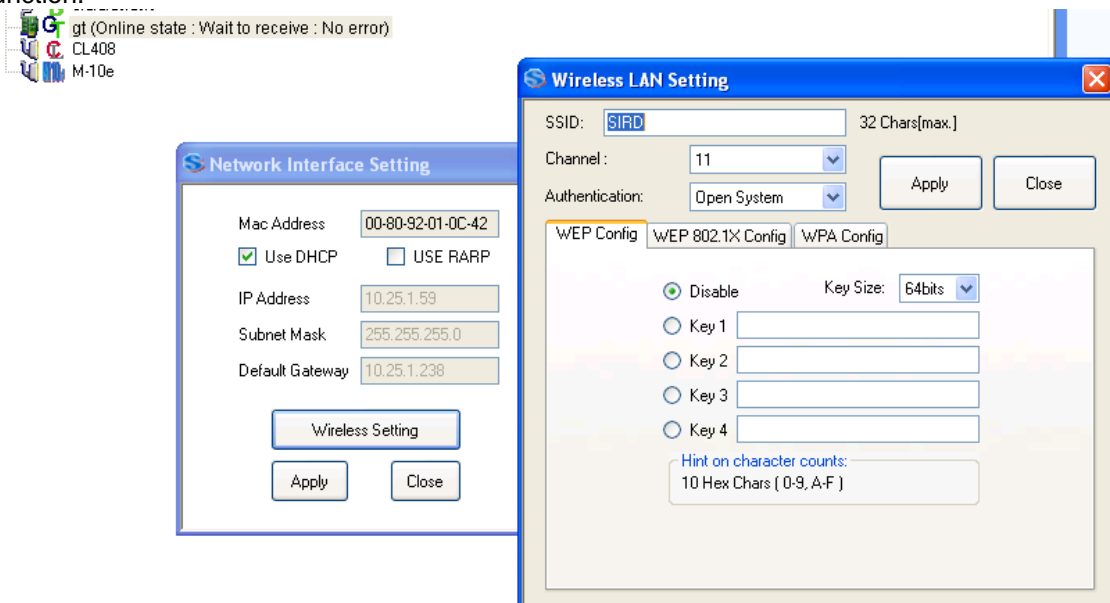 gt (Online state : Wait to receive : No error)
CL408
M-10e
Network Interface Setting
Mac Address 00-80-92-01-0C-42
Use DHCP USE RARP
IP Address 10.25.1.59
Subnet Mask 255.255.255.0
Default Gateway 10.25.1.238
Wireless Setting
Apply Close
Wireless LAN Setting
SSID: SIRD 32 Chars[max.]
Channel : 11
Authentication: Open System
Apply Close
WEP Config WEP 802.1X Config WPA Config
Disable Key Size: 64bits
Key 1
Key 2
Key 3
Key 4
Hint on character counts:
10 Hex Chars ( 0-9, A-F )